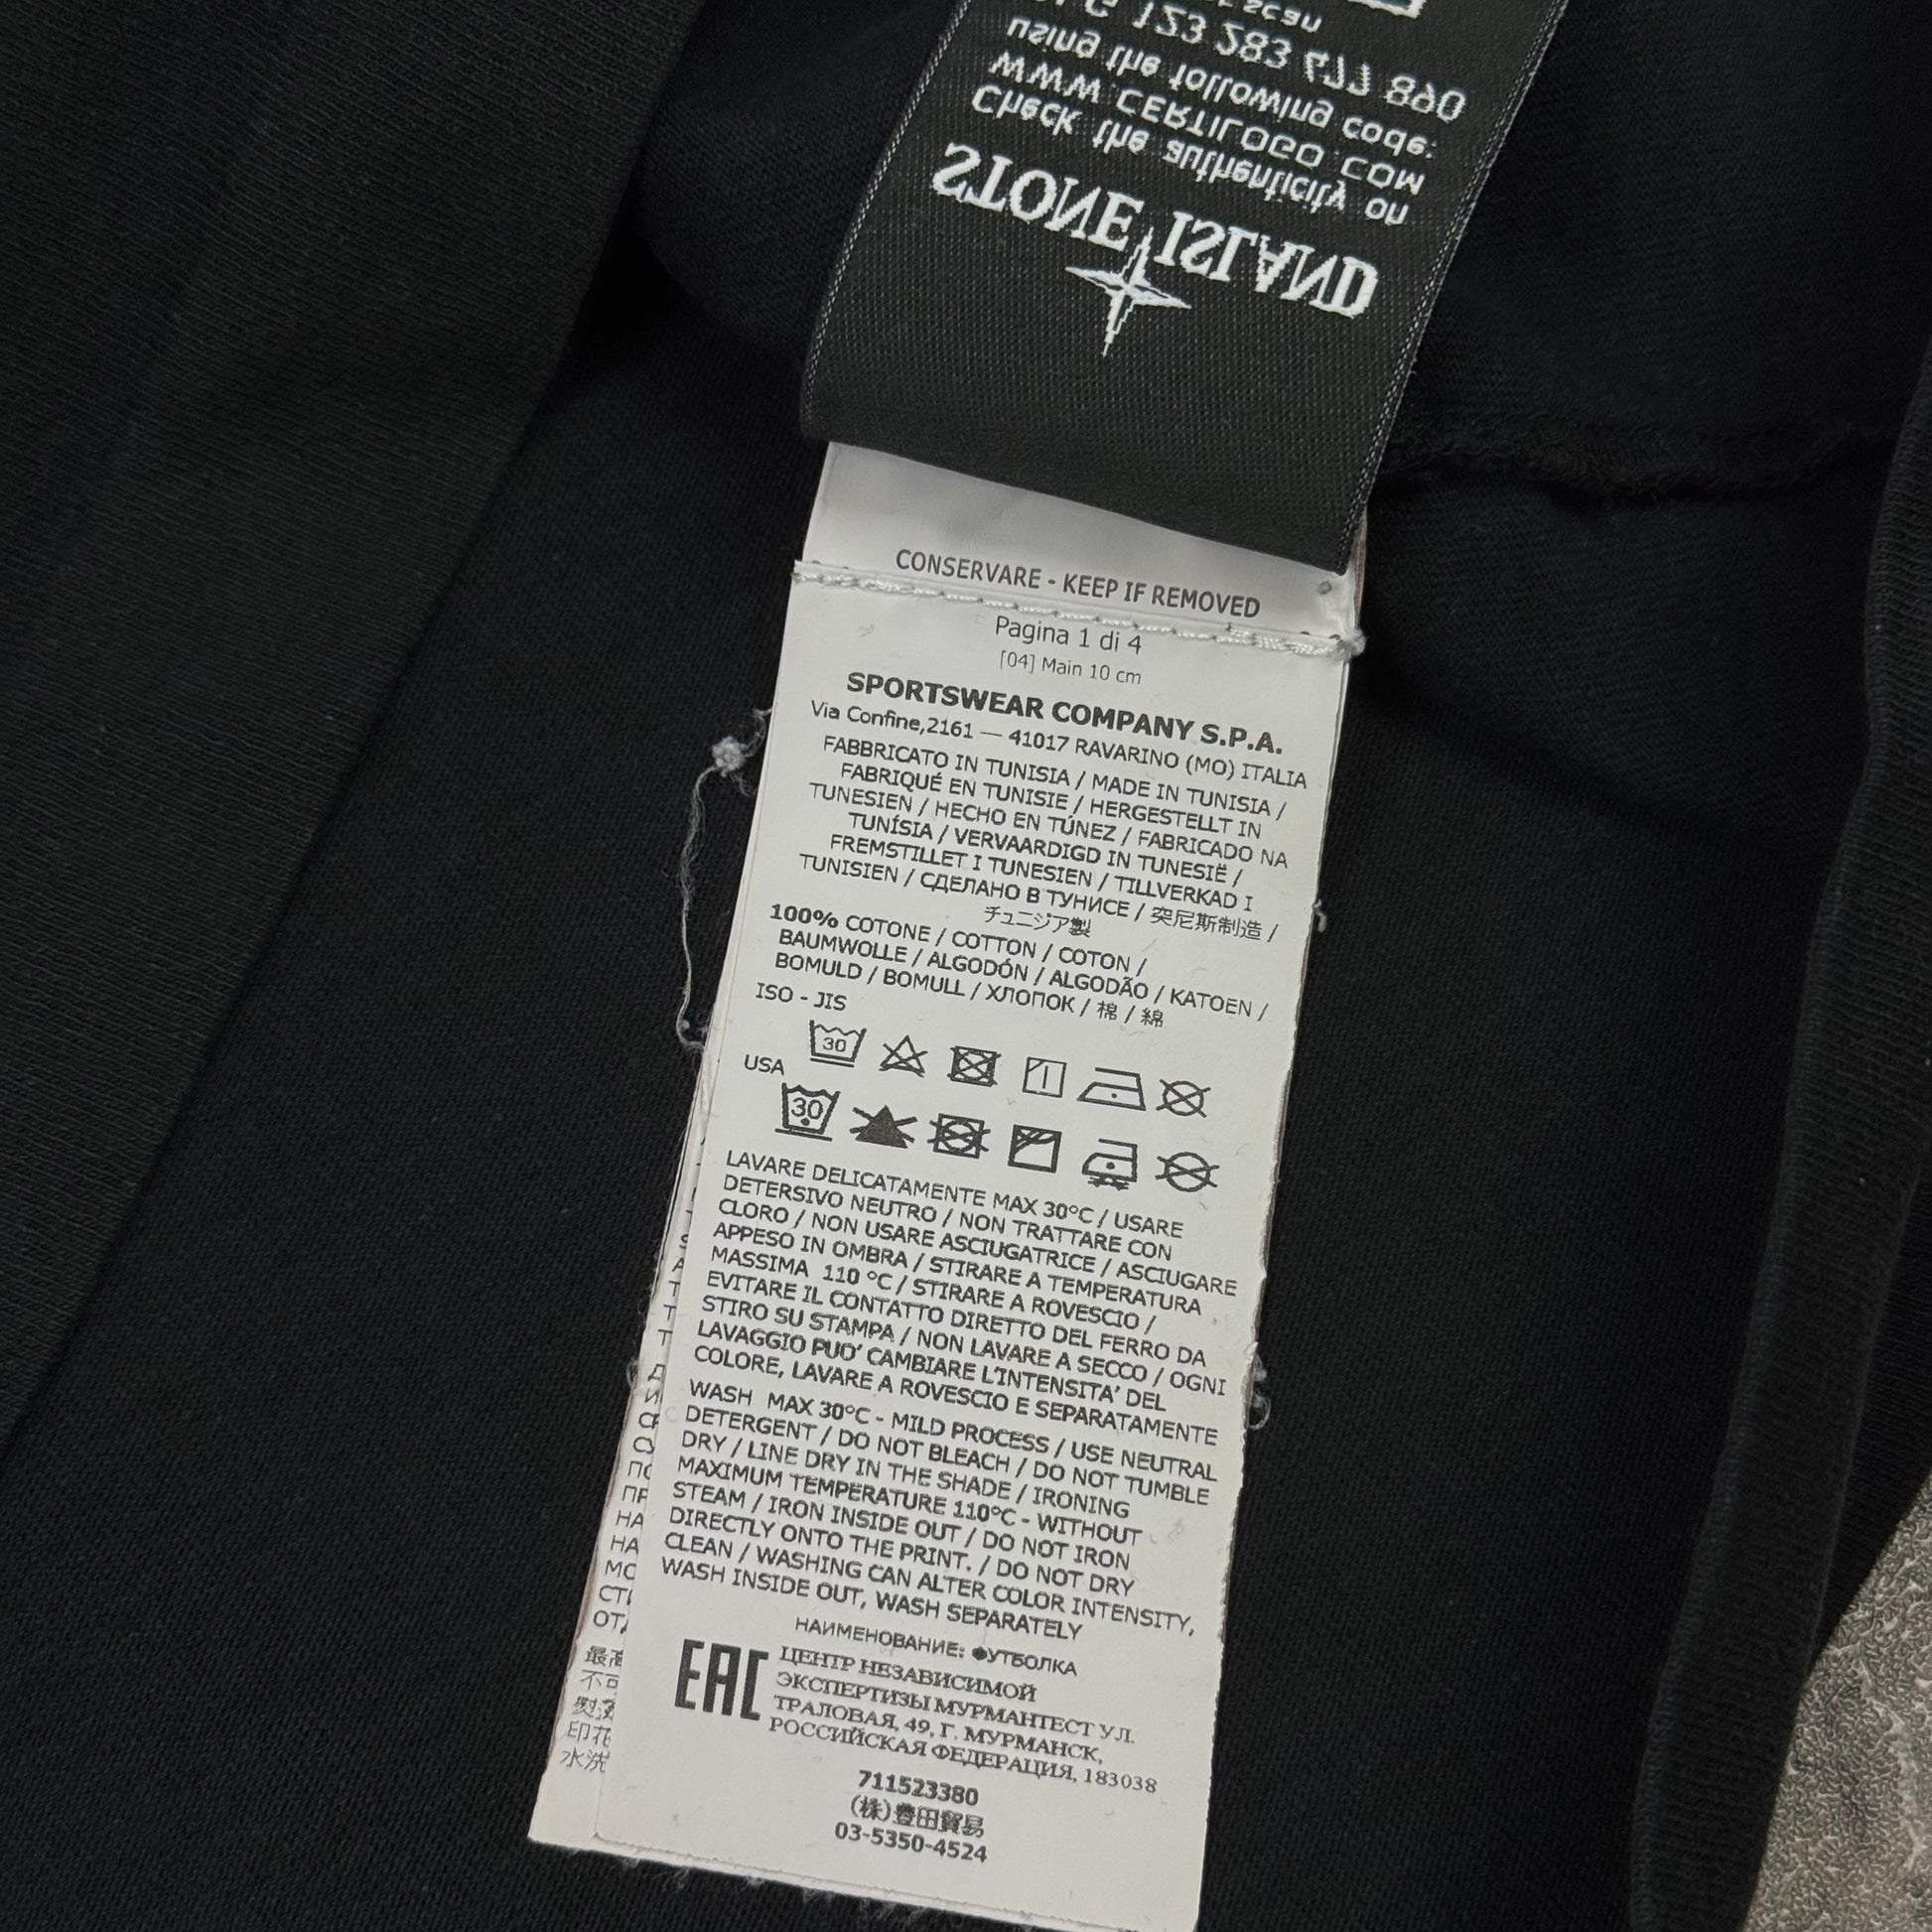 scan
123 283 477 890
using the following code:
WWW.CERTILOGO.COM
Check the authenticity on
STONE ISLAND
CONSERVARE - KEEP IF REMOVED
Pagina 1 di 4
[04] Main 10 cm
SPORTSWEAR COMPANY S.P.A.
Via Confine,2161 — 41017 RAVARINO (MO) ITALIA
FABBRICATO IN TUNISIA / MADE IN TUNISIA /
FABRIQUÉ EN TUNISIE / HERGESTELLT IN
TUNESIEN / HECHO EN TÚNEZ / FABRICADO NA
TUNÍSIA / VERVAARDIGD IN TUNESIË /
FREMSTILLET I TUNESIEN / TILLVERKAD I
TUNISIEN / СДЕЛАНО В ТУНИСЕ / 突尼斯制造 /
チュニジア製
100% COTONE / COTTON / COTON /
BAUMWOLLE / ALGODÓN / ALGODÃO / KATOEN /
BOMULD / BOMULL / ХЛОПОК / 棉 / 綿
ISO - JIS
30
USA
30
LAVARE DELICATAMENTE MAX 30°C / USARE
DETERSIVO NEUTRO / NON TRATTARE CON
CLORO / NON USARE ASCIUGATRICE / ASCIUGARE
APPESO IN OMBRA / STIRARE A TEMPERATURA
MASSIMA 110 °C / STIRARE A ROVESCIO /
EVITARE IL CONTATTO DIRETTO DEL FERRO DA
STIRO SU STAMPA / NON LAVARE A SECCO / OGNI
LAVAGGIO PUO' CAMBIARE L'INTENSITA' DEL
COLORE, LAVARE A ROVESCIO E SEPARATAMENTE
WASH MAX 30°C - MILD PROCESS / USE NEUTRAL
DETERGENT / DO NOT BLEACH / DO NOT TUMBLE
DRY / LINE DRY IN THE SHADE / IRONING
MAXIMUM TEMPERATURE 110°C - WITHOUT
STEAM / IRON INSIDE OUT / DO NOT IRON
DIRECTLY ONTO THE PRINT. / DO NOT DRY
CLEAN / WASHING CAN ALTER COLOR INTENSITY,
WASH INSIDE OUT, WASH SEPARATELY
НАИМЕНОВАНИЕ: ФУТБОЛКА
EAC
ЦЕНТР НЕЗАВИСИМОЙ
ЭКСПЕРТИЗЫ МУРМАНТЕСТ УЛ.
ТРАЛОВАЯ, 49, Г. МУРМАНСК,
РОССИЙСКАЯ ФЕДЕРАЦИЯ, 183038
711523380
(株)豊田貿易
03-5350-4524